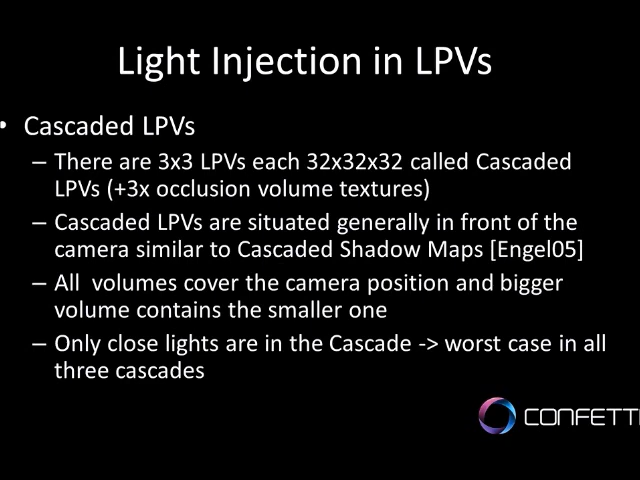 Light Injection in LPVs
• Cascaded LPVs
– There are 3x3 LPVs each 32x32x32 called Cascaded
LPVs (+3x occlusion volume textures)
– Cascaded LPVs are situated generally in front of the
camera similar to Cascaded Shadow Maps [Engel05]
– All  volumes cover the camera position and bigger
volume contains the smaller one
– Only close lights are in the Cascade -> worst case in all
three cascades
CONFETTI